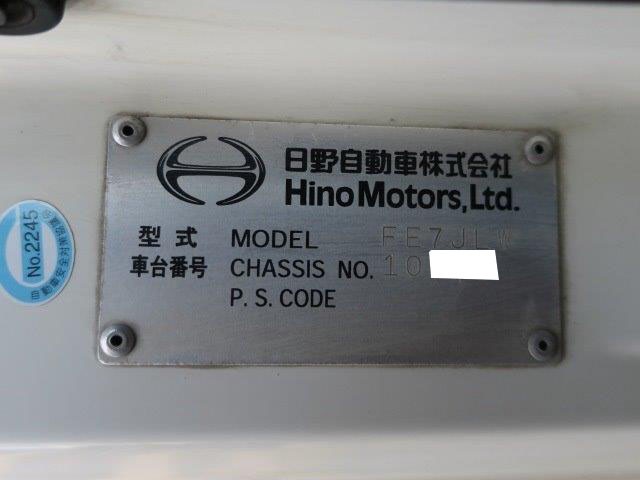 日野自動車株式会社
Hino Motors, Ltd.
型式 MODEL FE7JLW
車台番号 CHASSIS NO. 10
P. S. CODE
No.2245